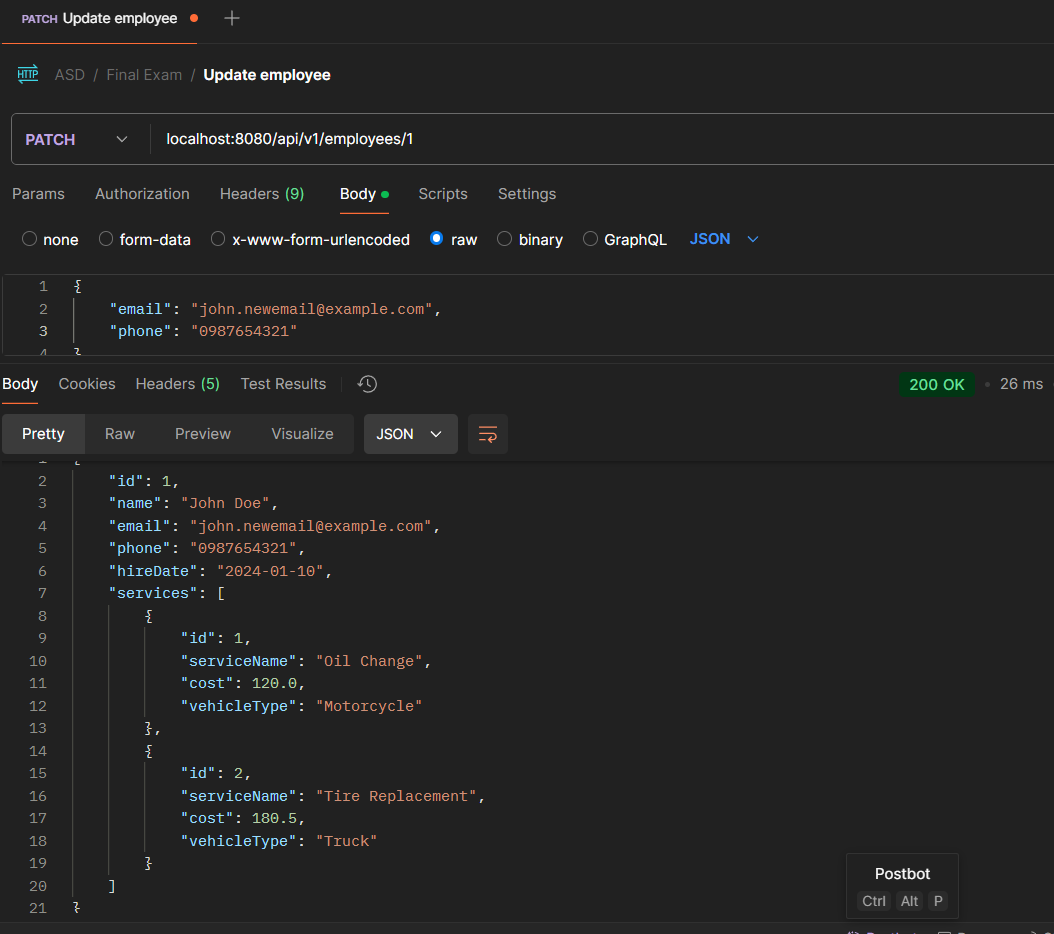 PATCH Update employee
HTTP ASD / Final Exam / Update employee
PATCH localhost:8080/api/v1/employees/1
Params Authorization Headers (9) Body Scripts Settings
none form-data x-www-form-urlencoded raw binary GraphQL JSON
1 {
2 "email": "john.newemail@example.com",
3 "phone": "0987654321"
4 }
Body Cookies Headers (5) Test Results 200 OK 26 ms
Pretty Raw Preview Visualize JSON
1 {
2 "id": 1,
3 "name": "John Doe",
4 "email": "john.newemail@example.com",
5 "phone": "0987654321",
6 "hireDate": "2024-01-10",
7 "services": [
8 {
9 "id": 1,
10 "serviceName": "Oil Change",
11 "cost": 120.0,
12 "vehicleType": "Motorcycle"
13 },
14 {
15 "id": 2,
16 "serviceName": "Tire Replacement",
17 "cost": 180.5,
18 "vehicleType": "Truck"
19 }
20 ]
21 }
Postbot
Ctrl Alt P